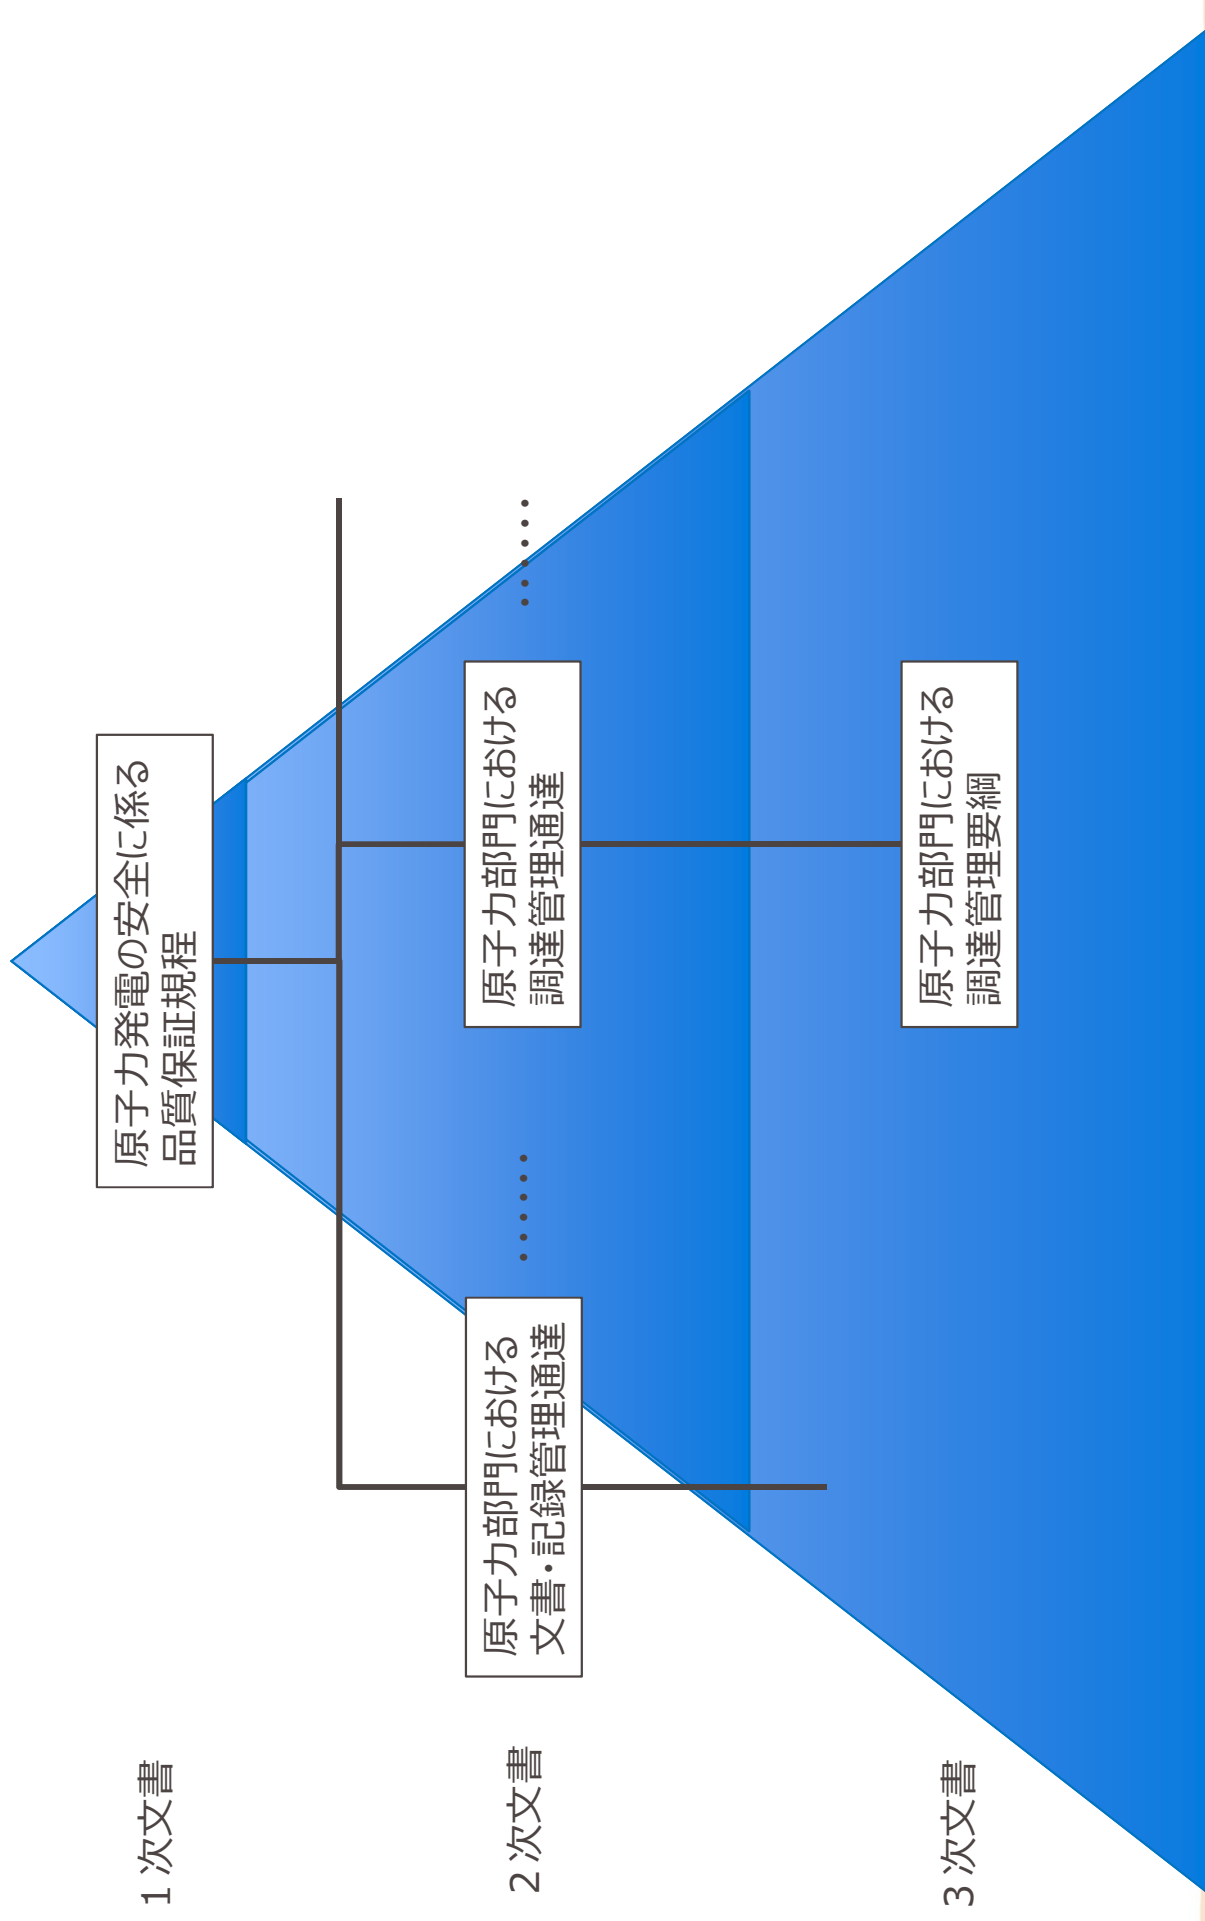 1次文書
原子力発電の安全に係る
品質保証規程
2次文書
原子力部門における
文書・記録管理通達
……
原子力部門における
調達管理通達
……
3次文書
原子力部門における
調達管理要綱